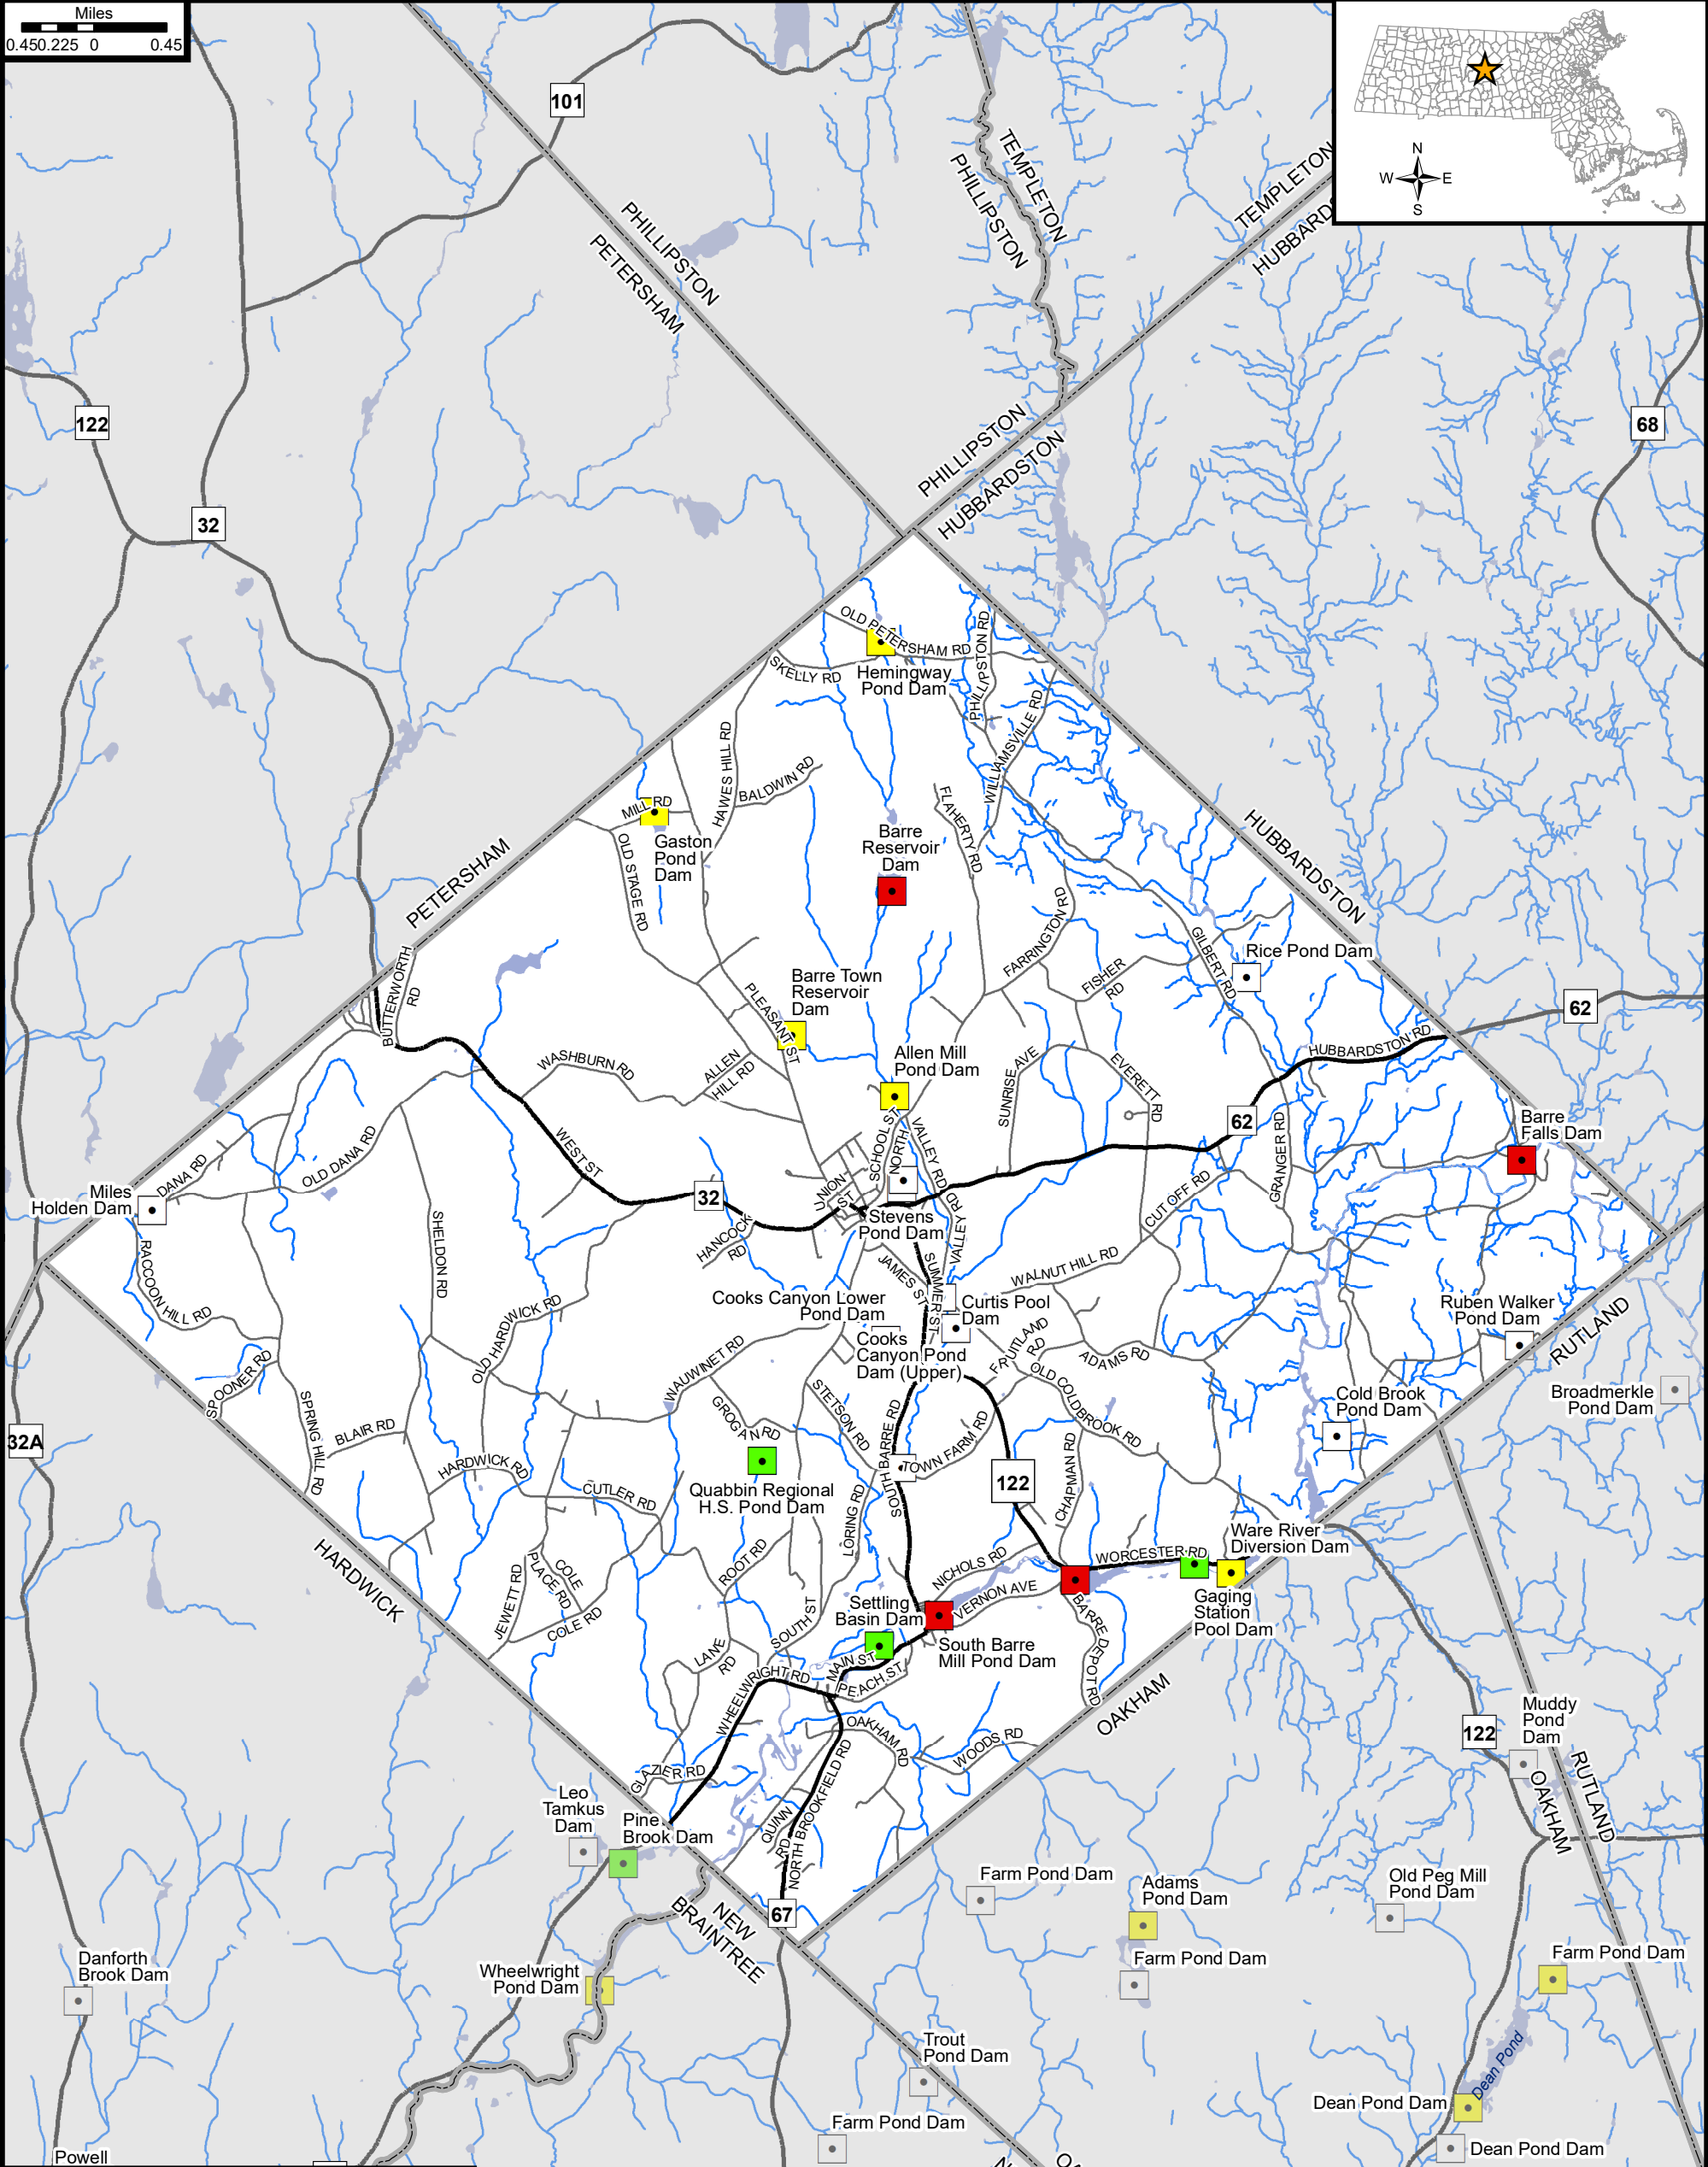 Miles
0.45 0.225 0 0.45
N
W E
S
101
PHILLIPSTON
PETERSHAM
TEMPLETON
PHILLIPSTON
TEMPLETON
HUBBARDS
122
68
32
PHILLIPSTON
HUBBARDSTON
OLD PETERSHAM RD
SKELLY RD
Hemingway
Pond Dam
PHILLIPSTON RD
WILLIAMSVILLE RD
HAWES HILL RD
BALDWIN RD
MILL RD
Gaston
Pond
Dam
OLD STAGE RD
FLAHERTY RD
Barre
Reservoir
Dam
PETERSHAM
HUBBARDSTON
FARRINGTON RD
GILBERT RD
Rice Pond Dam
FISHER
RD
BUTTERWORTH
RD
Barre Town
Reservoir
Dam
PLEASANT ST
62
HUBBARDSTON RD
WASHBURN RD
ALLEN
HILL RD
Allen Mill
Pond Dam
SUNRISE AVE
EVERETT
RD
62
Barre
Falls Dam
GRANGER RD
WEST ST
OLD DANA RD
DANA RD
SCHOOL ST
NORTH
VALLEY RD
UNION
ST
Miles
Holden Dam
32
CUT OFF RD
Stevens
Pond Dam
VALLEY RD
HANCOCK
RD
SHELDON RD
RACCOON HILL RD
JAMES ST
SUMMER ST
WALNUT HILL RD
Cooks Canyon Lower
Pond Dam
Curtis Pool
Dam
Cooks
Canyon Pond
Dam (Upper)
Ruben Walker
Pond Dam
RUTLAND
OLD HARDWICK RD
WAUWINET RD
FRUITLAND
RD
ADAMS RD
OLD COLDBROOK RD
SPOONER RD
SPRING HILL RD
BLAIR RD
GROGAN RD
STETSON RD
Cold Brook
Pond Dam
Broadmerkle
Pond Dam
32A
HARDWICK RD
SOUTH BARRE RD
TOWN FARM RD
CHAPMAN RD
122
CUTLER RD
Quabbin Regional
H.S. Pond Dam
LORING RD
Ware River
Diversion Dam
HARDWICK
JEWETT RD
COLE
PLACE RD
COLE RD
ROOT RD
NICHOLS RD
WORCESTER RD
VERNON AVE
Settling
Basin Dam
Gaging
Station
Pool Dam
SOUTH ST
BARRE DEPOT RD
LANE
RD
South Barre
Mill Pond Dam
MAIN ST
PEACH ST
WHEELWRIGHT RD
OAKHAM
OAKHAM RD
WOODS RD
GLAZIER RD
QUINN
RD
NORTH BROOKFIELD RD
122
Muddy
Pond
Dam
RUTLAND
OAKHAM
Leo
Tamkus
Dam
Pine
Brook Dam
67
NEW
BRAINTREE
Farm Pond Dam
Adams
Pond Dam
Old Peg Mill
Pond Dam
Farm Pond Dam
Farm Pond Dam
Danforth
Brook Dam
Wheelwright
Pond Dam
Trout
Pond Dam
Dean Pond
Dean Pond Dam
Farm Pond Dam
Dean Pond Dam
Powell